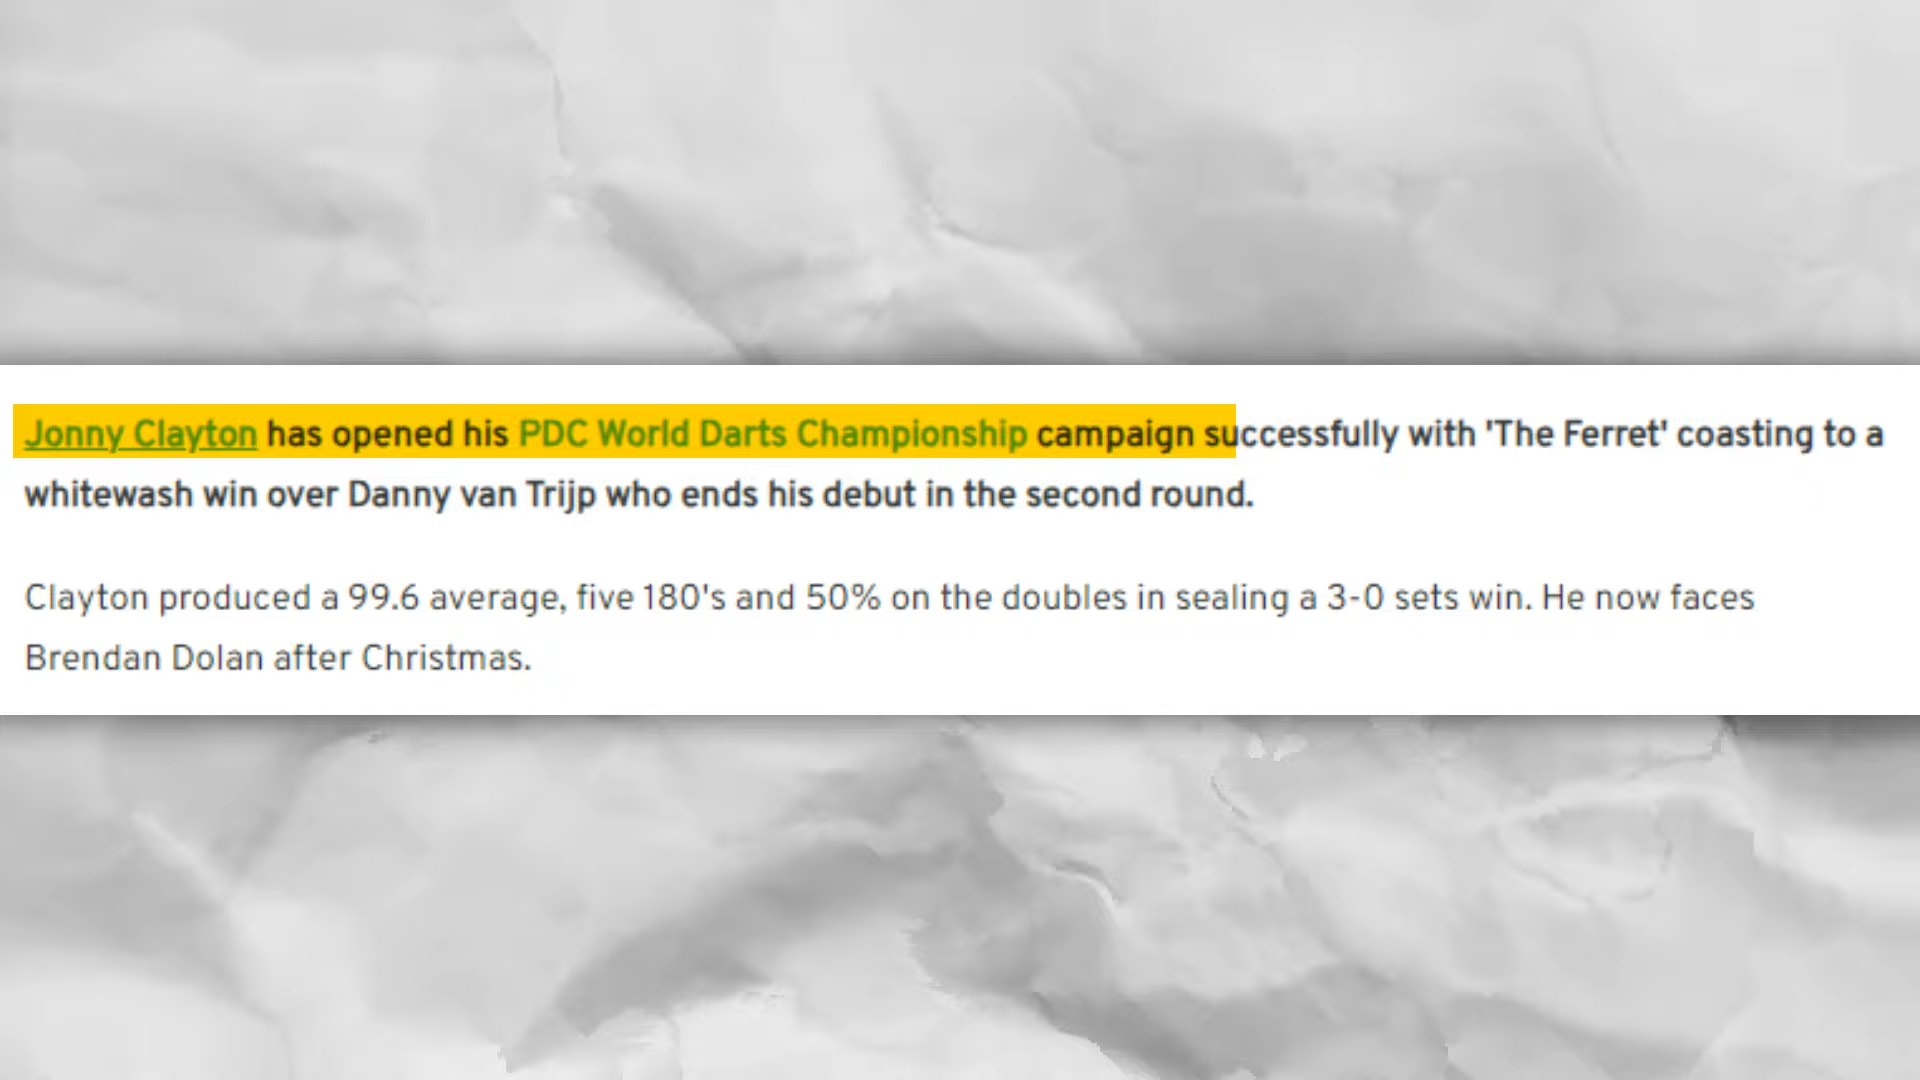 Jonny Clayton has opened his PDC World Darts Championship campaign successfully with 'The Ferret' coasting to a
whitewash win over Danny van Trijp who ends his debut in the second round.
Clayton produced a 99.6 average, five 180's and 50% on the doubles in sealing a 3-0 sets win. He now faces
Brendan Dolan after Christmas.